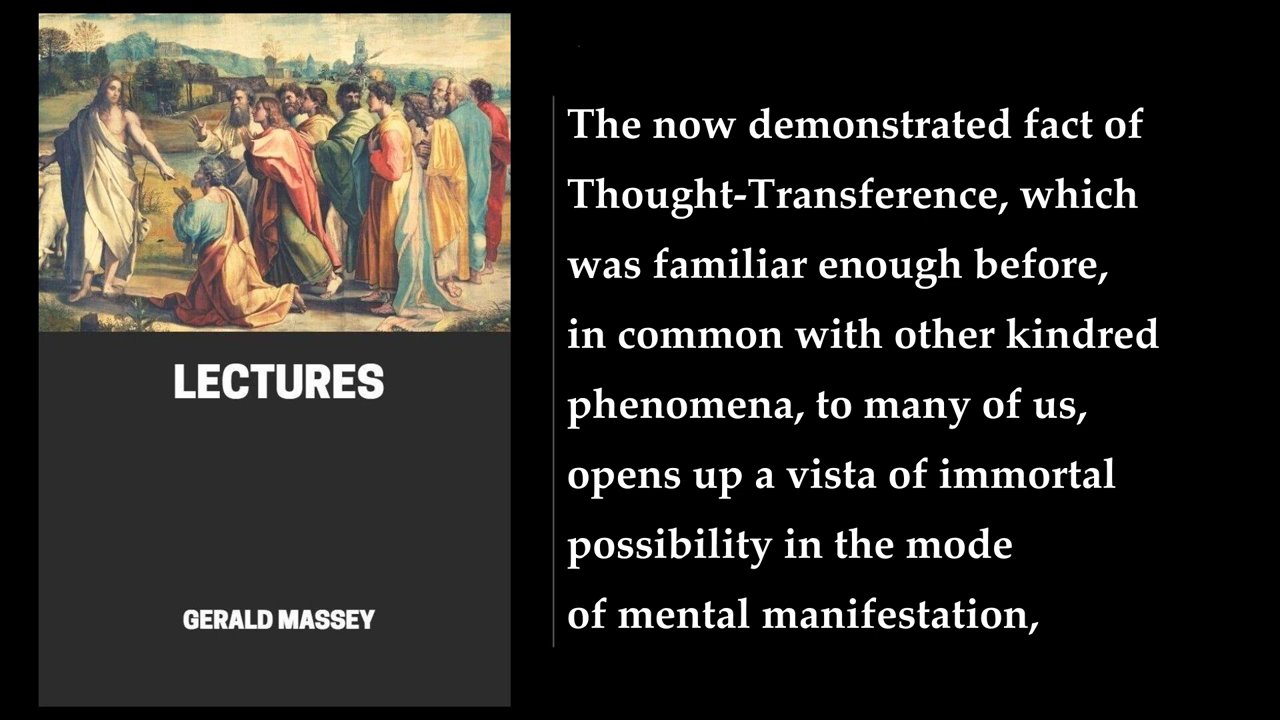 LECTURES
GERALD MASSEY
The now demonstrated fact of
Thought-Transference, which
was familiar enough before,
in common with other kindred
phenomena, to many of us,
opens up a vista of immortal
possibility in the mode
of mental manifestation,